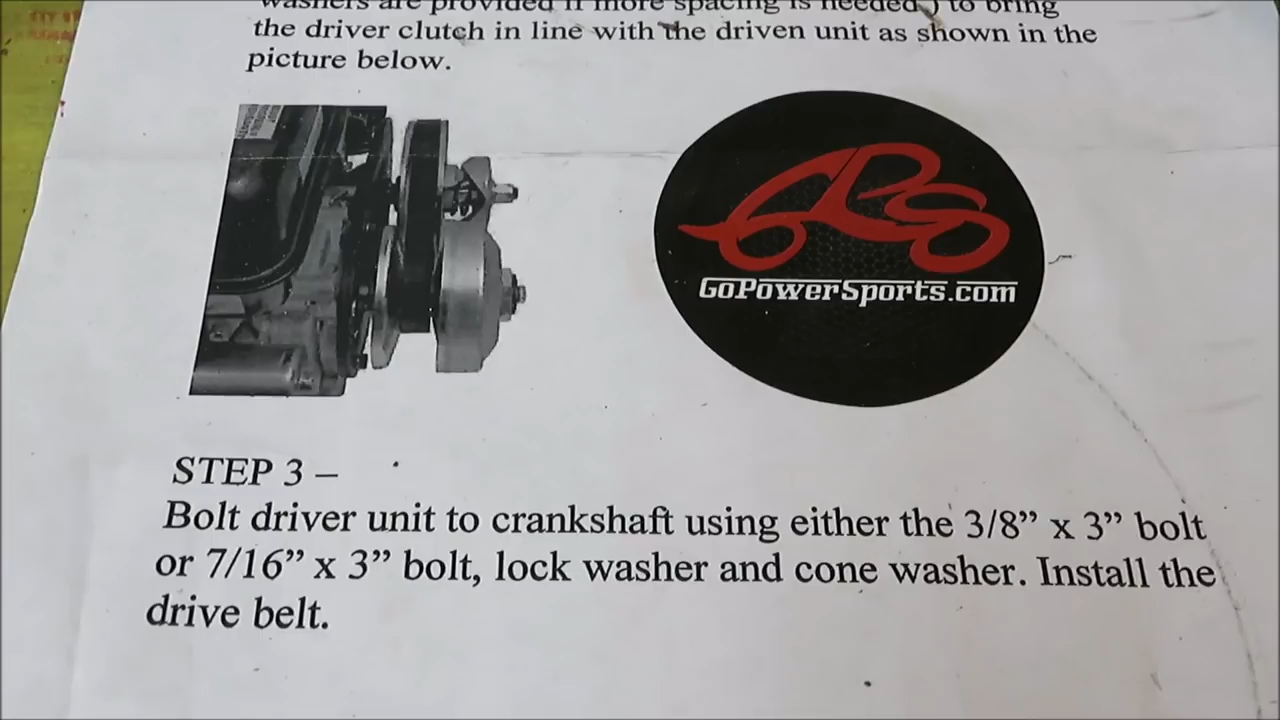 washers are provided if more spacing is needed ) to bring
the driver clutch in line with the driven unit as shown in the
picture below.
GPS
GoPowerSports.com
STEP 3 –
Bolt driver unit to crankshaft using either the 3/8” x 3” bolt
or 7/16” x 3” bolt, lock washer and cone washer. Install the
drive belt.